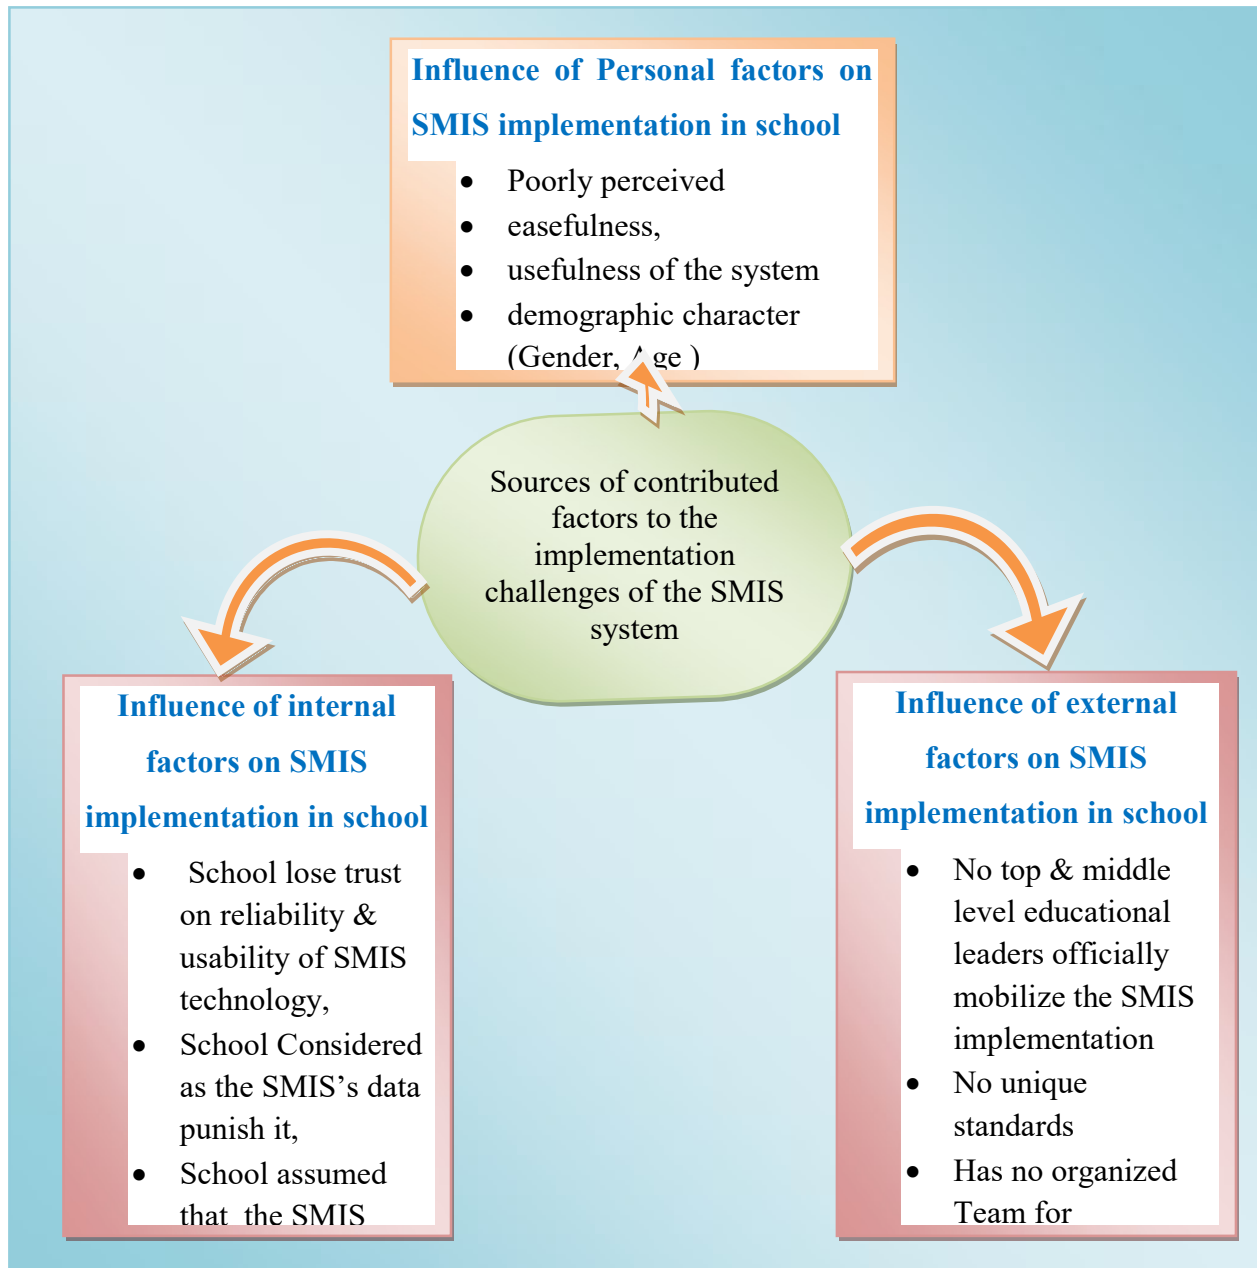 Influence of Personal factors on
SMIS implementation in school
• Poorly perceived
• easefulness,
• usefulness of the system
• demographic character
(Gender, Age )
Sources of contributed
factors to the
implementation
challenges of the SMIS
system
Influence of internal
factors on SMIS
implementation in school
• School lose trust
on reliability &
usability of SMIS
technology,
• School Considered
as the SMIS’s data
punish it,
• School assumed
that the SMIS
Influence of external
factors on SMIS
implementation in school
• No top & middle
level educational
leaders officially
mobilize the SMIS
implementation
• No unique
standards
• Has no organized
Team for